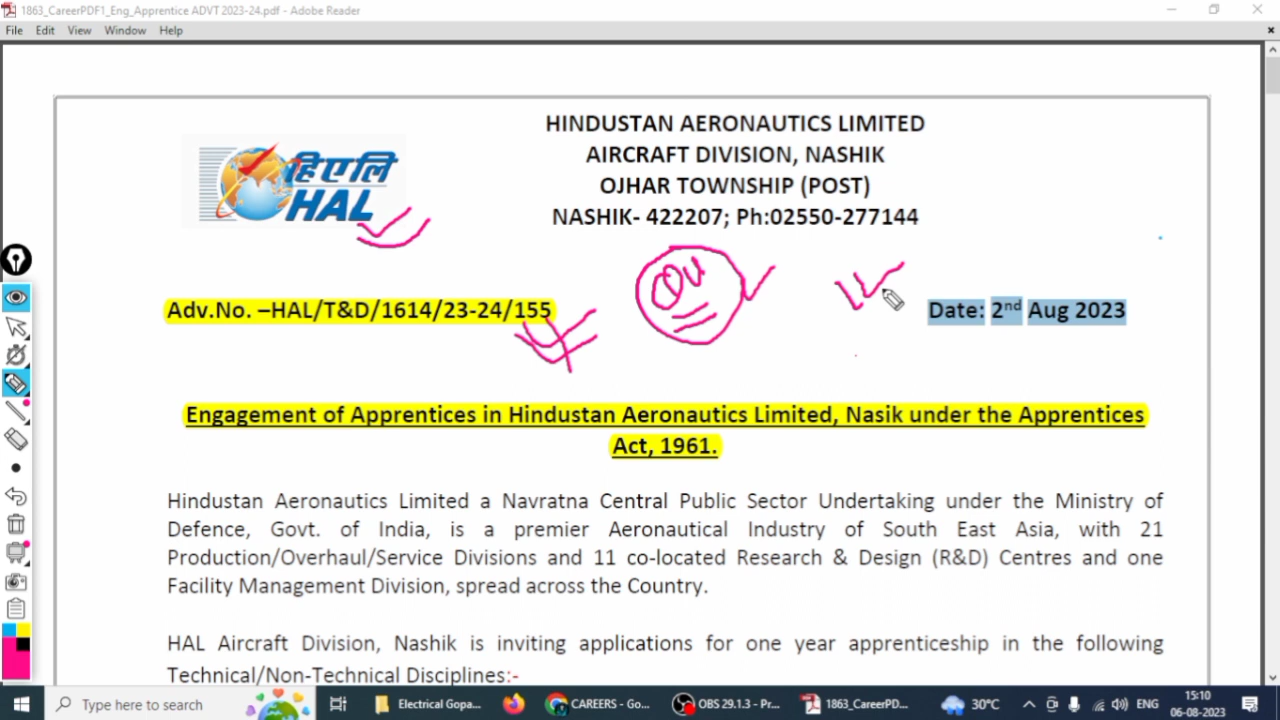 1863_CareerPDF1_Eng_Apprentice ADVT 2023-24.pdf - Adobe Reader
File Edit View Window Help
HINDUSTAN AERONAUTICS LIMITED
AIRCRAFT DIVISION, NASHIK
हिएलि
OJHAR TOWNSHIP (POST)
HAL
NASHIK- 422207; Ph:02550-277144
Adv.No. –HAL/T&D/1614/23-24/155
Date: 2nd Aug 2023
Engagement of Apprentices in Hindustan Aeronautics Limited, Nasik under the Apprentices
Act, 1961.
Hindustan Aeronautics Limited a Navratna Central Public Sector Undertaking under the Ministry of
Defence, Govt. of India, is a premier Aeronautical Industry of South East Asia, with 21
Production/Overhaul/Service Divisions and 11 co-located Research & Design (R&D) Centres and one
Facility Management Division, spread across the Country.
HAL Aircraft Division, Nashik is inviting applications for one year apprenticeship in the following
Technical/Non-Technical Disciplines:-
Type here to search
Electrical Gopa...
CAREERS - Go...
OBS 29.1.3 - Pr...
1863_CareerPD...
30°C
ENG
15:10
06-08-2023